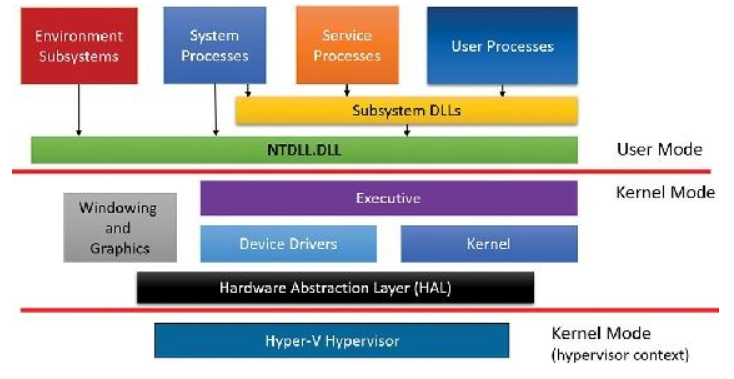 Environment
Subsystems
System
Processes
Service
Processes
User Processes
Subsystem DLLs
NTDLL.DLL
User Mode
Kernel Mode
Windowing
and
Graphics
Executive
Device Drivers
Kernel
Hardware Abstraction Layer (HAL)
Hyper-V Hypervisor
Kernel Mode
(hypervisor context)